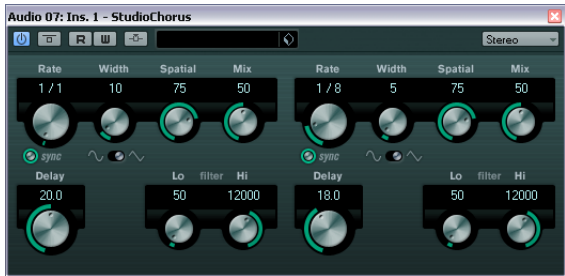 Audio 07: Ins. 1 - StudioChorus
R W Stereo
Rate Width Spatial Mix Rate Width Spatial Mix
1 / 1 10 75 50 1 / 8 5 75 50
sync sync
Delay Lo filter Hi Delay Lo filter Hi
20.0 50 12000 18.0 50 12000